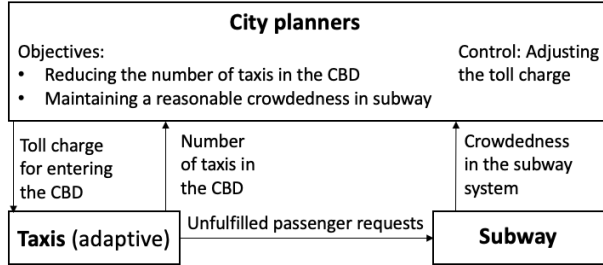 City planners
Objectives:
• Reducing the number of taxis in the CBD
• Maintaining a reasonable crowdedness in subway
Control: Adjusting
the toll charge
Toll charge
for entering
the CBD
Number
of taxis in
the CBD
Crowdedness
in the subway
system
Taxis (adaptive)
Unfulfilled passenger requests
Subway